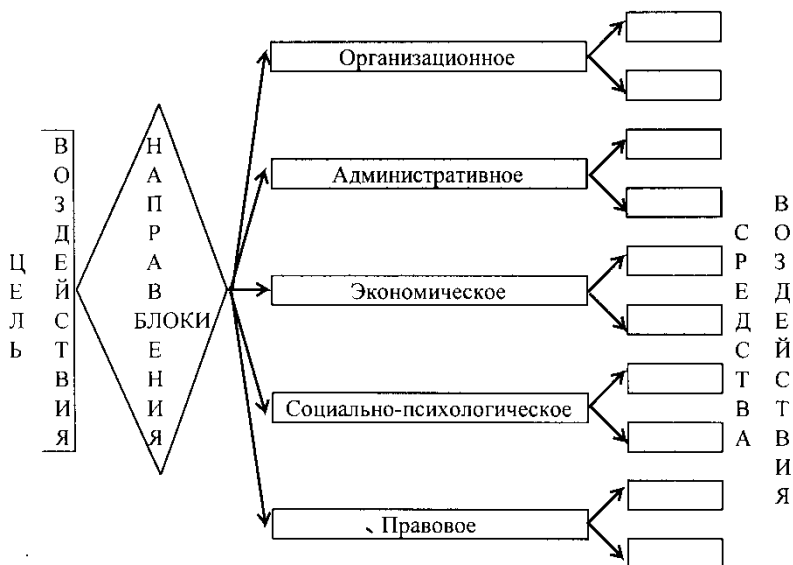 ЦЕЛЬ
ВОЗДЕЙСТВИЯ
НАПРАВЛЕНИЯ
БЛОКИ
Организационное
Административное
Экономическое
Социально-психологическое
Правовое
СРЕДСТВА
ВОЗДЕЙСТВИЯ